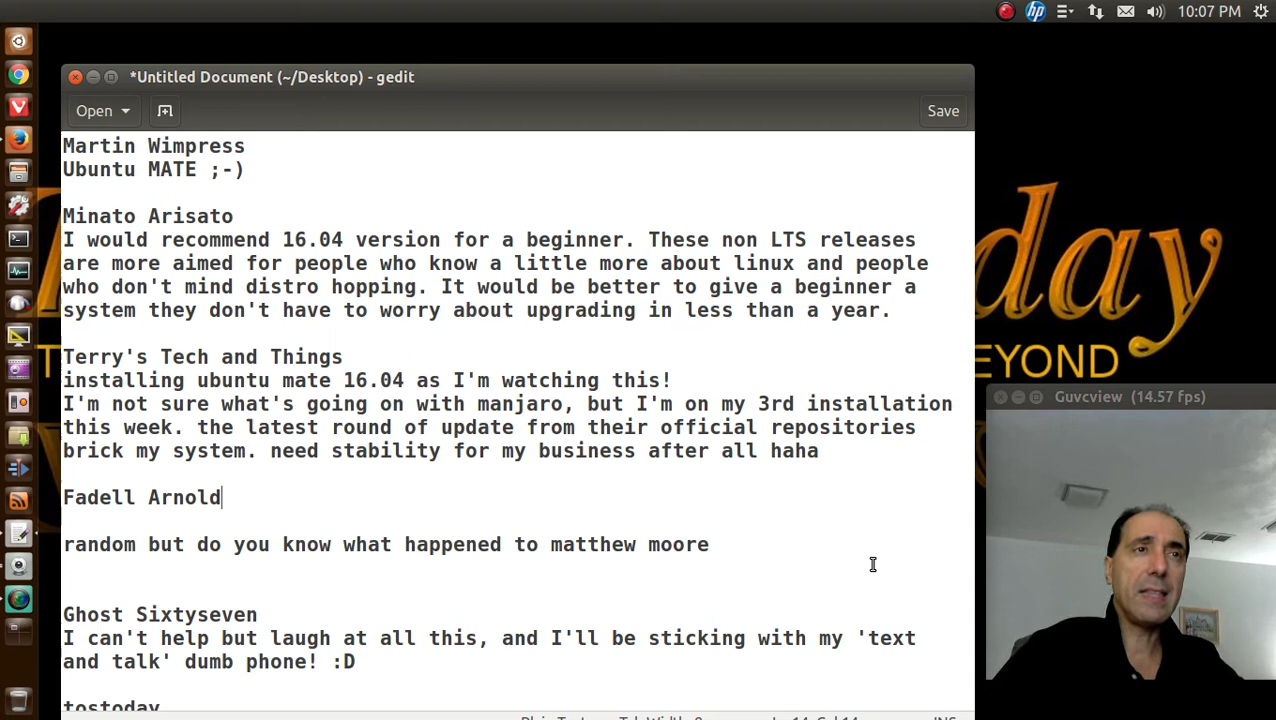 10:07 PM
hp
*Untitled Document (~/Desktop) - gedit
Open
Save
Martin Wimpress
Ubuntu MATE ;-)
Minato Arisato
I would recommend 16.04 version for a beginner. These non LTS releases
are more aimed for people who know a little more about linux and people
who don't mind distro hopping. It would be better to give a beginner a
system they don't have to worry about upgrading in less than a year.
Terry's Tech and Things
installing ubuntu mate 16.04 as I'm watching this!
I'm not sure what's going on with manjaro, but I'm on my 3rd installation
this week. the latest round of update from their official repositories
brick my system. need stability for my business after all haha
Fadell Arnold
random but do you know what happened to matthew moore
Ghost Sixtyseven
I can't help but laugh at all this, and I'll be sticking with my 'text
and talk' dumb phone! :D
tostoday
day
EYOND
Guvcview (14.57 fps)